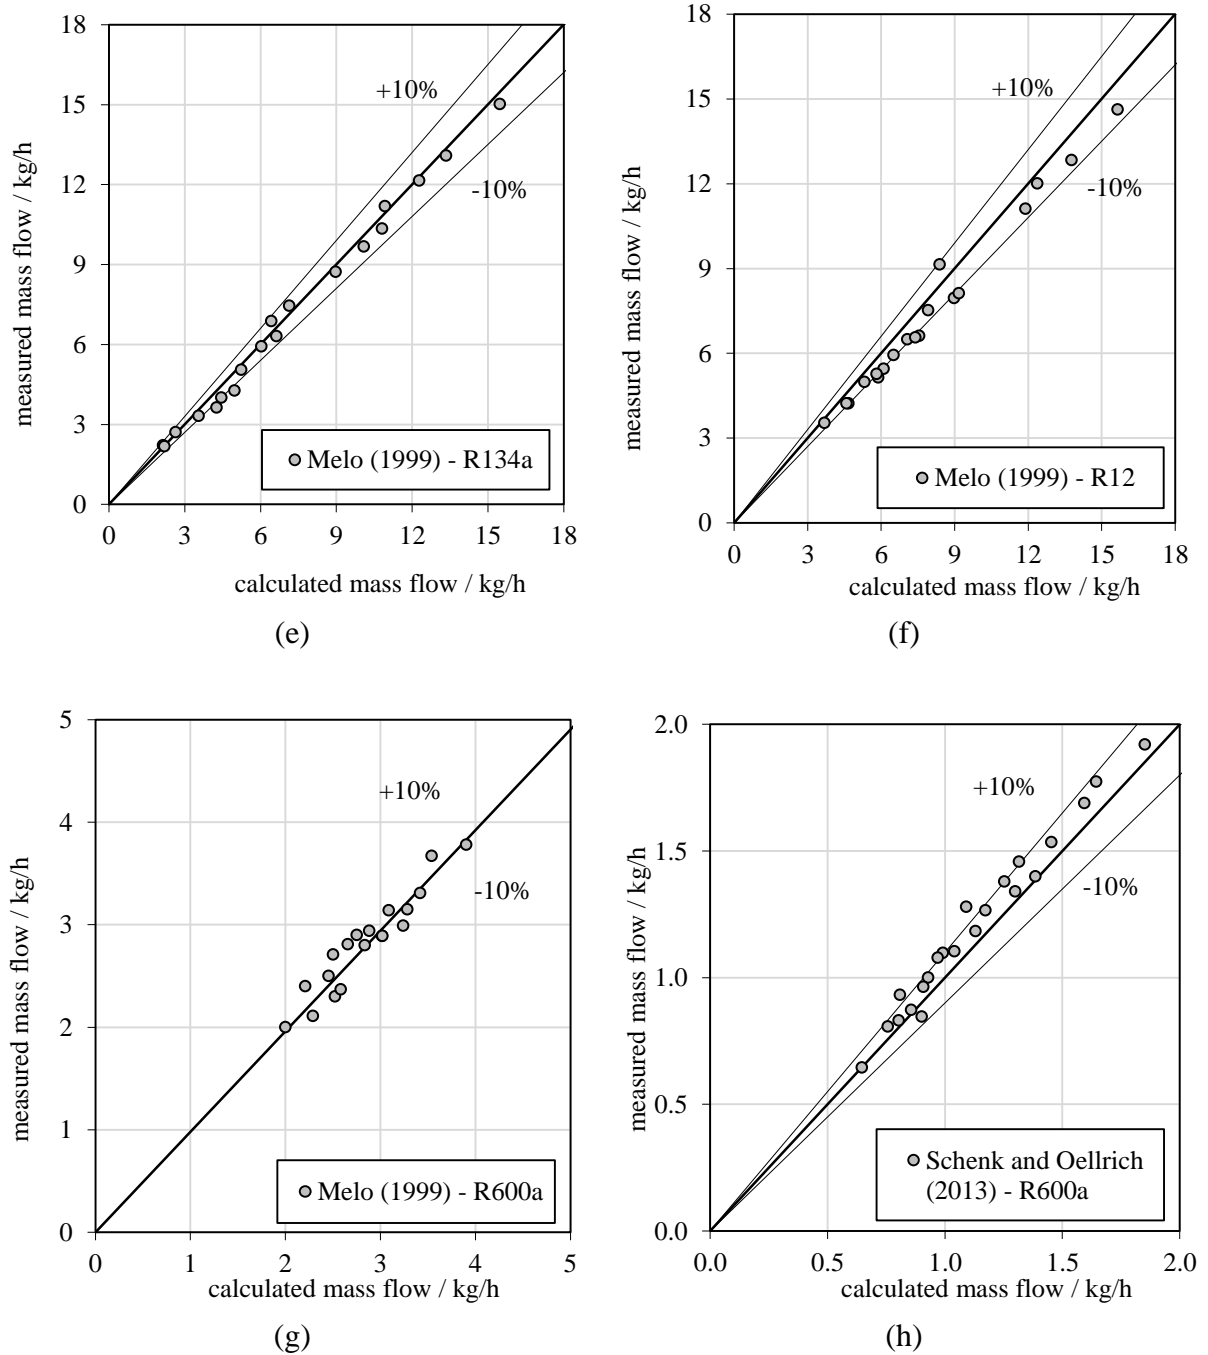 18
15
12
9
6
3
0
measured mass flow / kg/h
+10%
-10%
Melo (1999) - R134a
0 3 6 9 12 15 18
calculated mass flow / kg/h
(e)
18
15
12
9
6
3
0
measured mass flow / kg/h
+10%
-10%
Melo (1999) - R12
0 3 6 9 12 15 18
calculated mass flow / kg/h
(f)
5
4
3
2
1
0
measured mass flow / kg/h
+10%
-10%
Melo (1999) - R600a
0 1 2 3 4 5
calculated mass flow / kg/h
(g)
2.0
1.5
1.0
0.5
0.0
measured mass flow / kg/h
+10%
-10%
Schenk and Oellrich
(2013) - R600a
0.0 0.5 1.0 1.5 2.0
calculated mass flow / kg/h
(h)